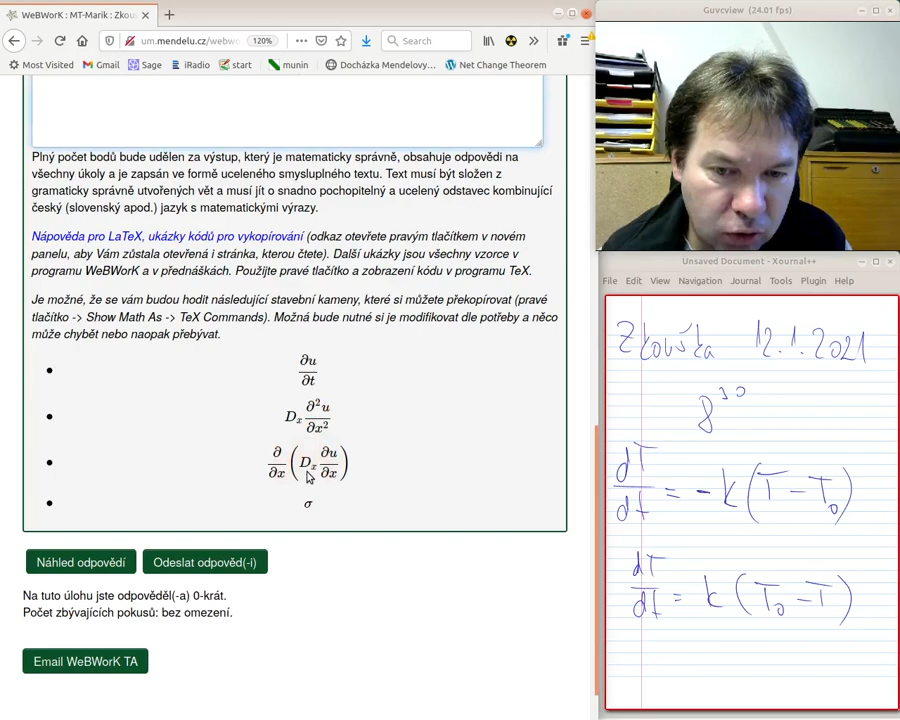 WeBWorK : MT-Marik : Zkou
Guvcview (24.01 fps)
um.mendelu.cz/webwo
120%
Search
Most Visited
Gmail
Sage
iRadio
start
munin
Docházka Mendelovy...
Net Change Theorem
Plný počet bodů bude udělen za výstup, který je matematicky správně, obsahuje odpovědi na
všechny úkoly a je zapsán ve formě uceleného smysluplného textu. Text musí být složen z
gramaticky správně utvořených vět a musí jít o snadno pochopitelný a ucelený odstavec kombinující
český (slovenský apod.) jazyk s matematickými výrazy.
Nápověda pro LaTeX, ukázky kódů pro vykopírování (odkaz otevřete pravým tlačítkem v novém
panelu, aby Vám zůstala otevřená i stránka, kterou čtete). Další ukázky jsou všechny vzorce v
programu WeBWorK a v přednáškách. Použijte pravé tlačítko a zobrazení kódu v programu TeX.
Je možné, že se vám budou hodit následující stavební kameny, které si můžete překopírovat (pravé
tlačítko -> Show Math As -> TeX Commands). Možná bude nutné si je modifikovat dle potřeby a něco
může chybět nebo naopak přebývat.
∂u/∂t
D_x ∂²u/∂x²
∂/∂x (D_x ∂u/∂x)
σ
Náhled odpovědí
Odeslat odpověd(-i)
Na tuto úlohu jste odpověděl(-a) 0-krát.
Počet zbývajících pokusů: bez omezení.
Email WeBWorK TA
Unsaved Document - Xournal++
File Edit View Navigation Journal Tools Plugin Help
Zkouška 12.1.2021
8³⁰
dT/dt = -k(T - T₀)
dT/dt = k(T₀ - T)